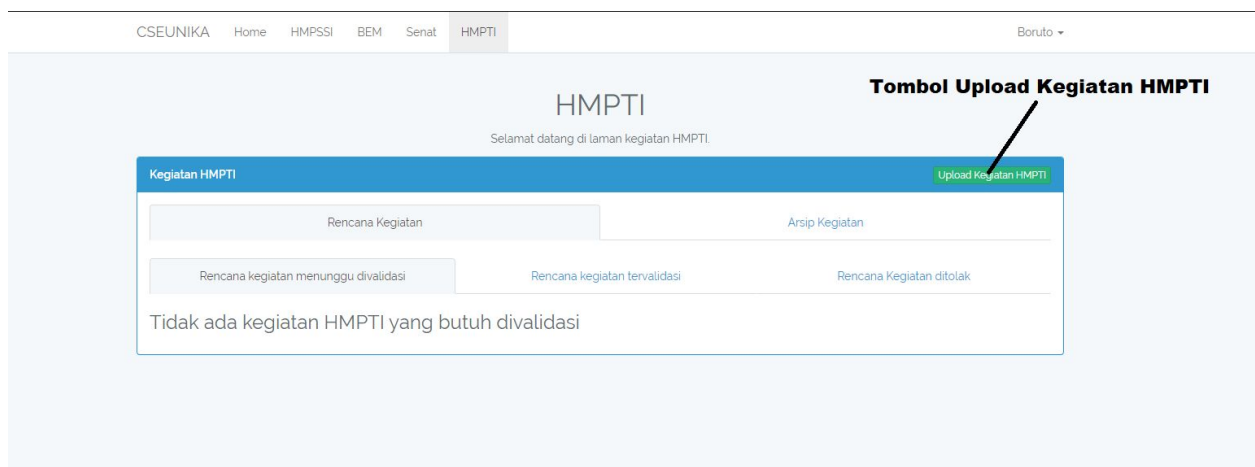 CSEUNIKA Home HMPSSI BEM Senat HMPTI Boruto
Tombol Upload Kegiatan HMPTI
HMPTI
Selamat datang di laman kegiatan HMPTI.
Kegiatan HMPTI Upload Kegiatan HMPTI
Rencana Kegiatan Arsip Kegiatan
Rencana kegiatan menunggu divalidasi Rencana kegiatan tervalidasi Rencana Kegiatan ditolak
Tidak ada kegiatan HMPTI yang butuh divalidasi